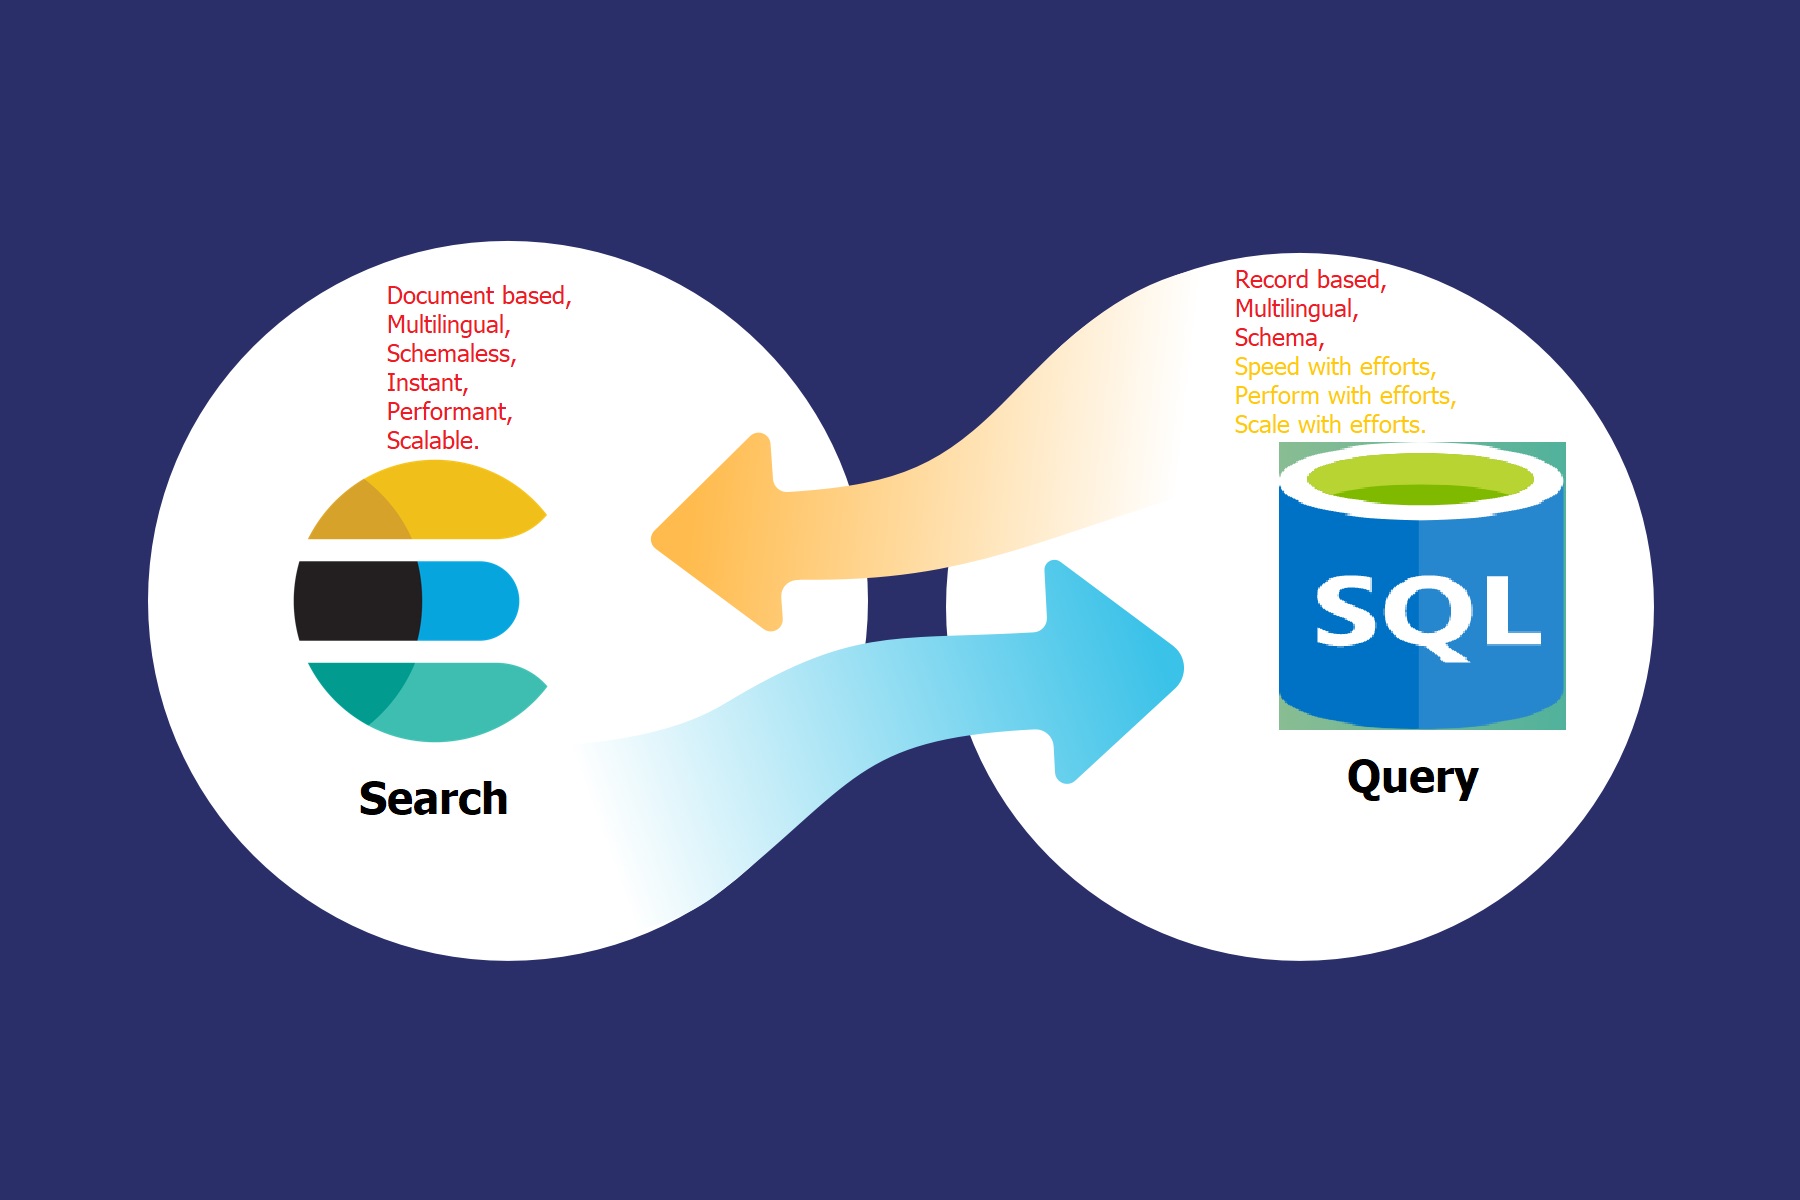 Document based,
Multilingual,
Schemaless,
Instant,
Performant,
Scalable.
Search
Record based,
Multilingual,
Schema,
Speed with efforts,
Perform with efforts,
Scale with efforts.
SQL
Query